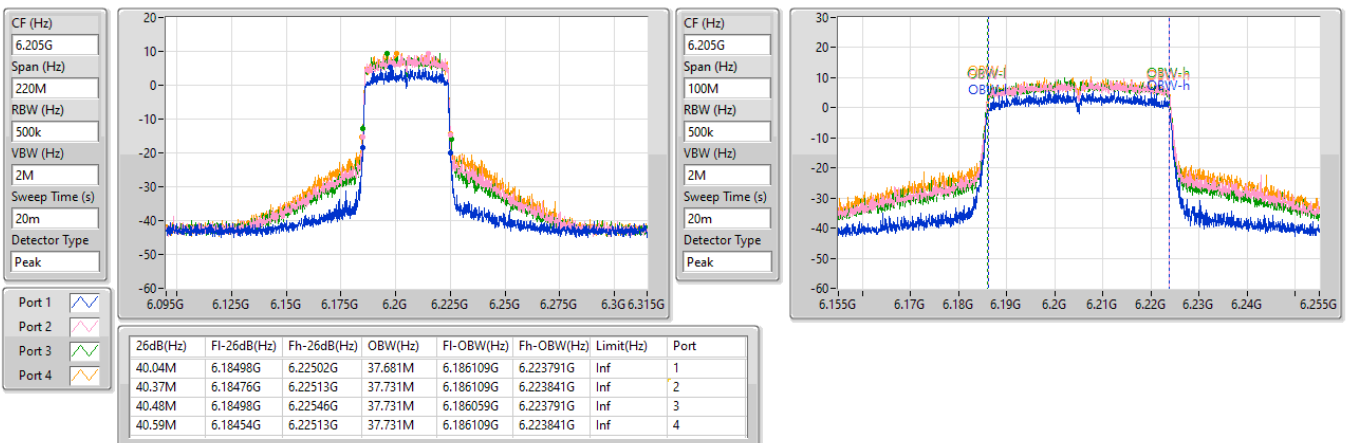 CF (Hz)
6.205G
Span (Hz)
220M
RBW (Hz)
500k
VBW (Hz)
2M
Sweep Time (s)
20m
Detector Type
Peak
20
10
0
-10
-20
-30
-40
-50
-60
6.095G 6.125G 6.15G 6.175G 6.2G 6.225G 6.25G 6.275G 6.3G 6.315G
CF (Hz)
6.205G
Span (Hz)
100M
RBW (Hz)
500k
VBW (Hz)
2M
Sweep Time (s)
20m
Detector Type
Peak
30
20
10
0
-10
-20
-30
-40
-50
-60
OBW-l OBW-h
OBW-h
6.155G 6.17G 6.18G 6.19G 6.2G 6.21G 6.22G 6.23G 6.24G 6.255G
Port 1
Port 2
Port 3
Port 4
26dB(Hz) Fl-26dB(Hz) Fh-26dB(Hz) OBW(Hz) Fl-OBW(Hz) Fh-OBW(Hz) Limit(Hz) Port
40.04M 6.18498G 6.22502G 37.681M 6.186109G 6.223791G Inf 1
40.37M 6.18476G 6.22513G 37.731M 6.186109G 6.223841G Inf 2
40.48M 6.18498G 6.22546G 37.731M 6.186059G 6.223791G Inf 3
40.59M 6.18454G 6.22513G 37.731M 6.186109G 6.223841G Inf 4